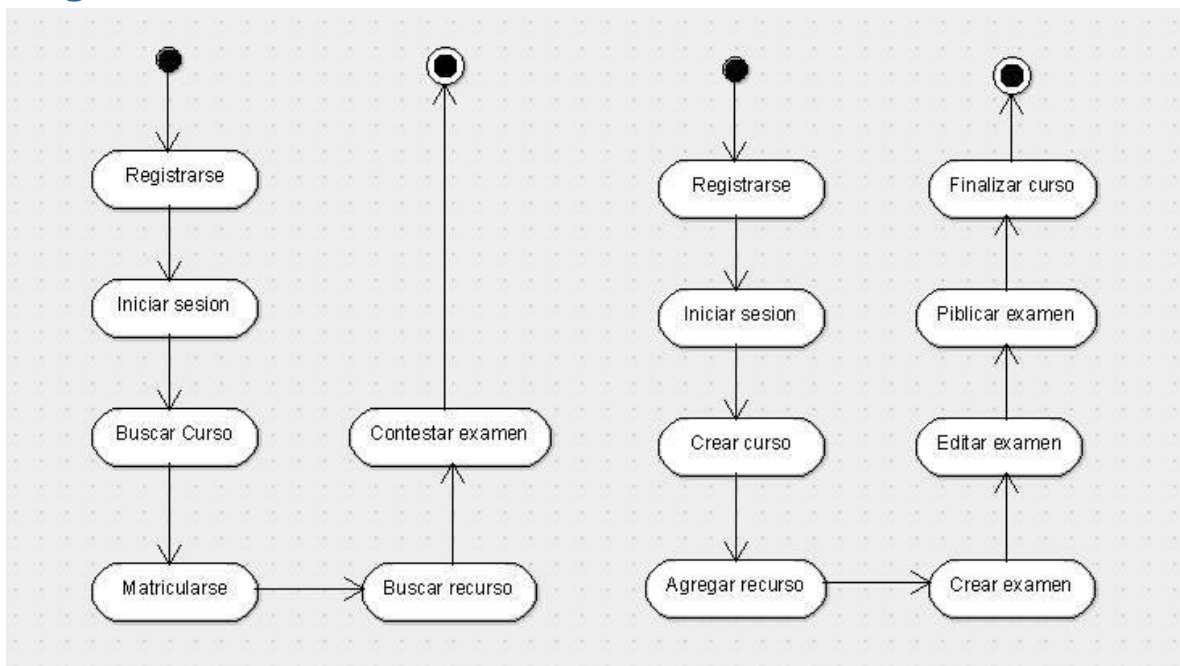 Registrarse
Iniciar sesion
Buscar Curso
Matricularse
Buscar recurso
Contestar examen
Registrarse
Iniciar sesion
Crear curso
Agregar recurso
Crear examen
Editar examen
Piblicar examen
Finalizar curso